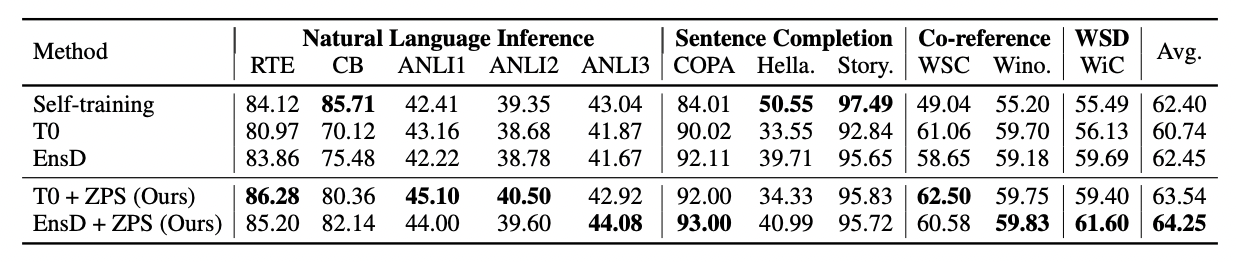 Method Natural Language Inference Sentence Completion Co-reference WSD Avg.
RTE CB ANLI1 ANLI2 ANLI3 COPA Hella. Story. WSC Wino. WiC
Self-training 84.12 85.71 42.41 39.35 43.04 84.01 50.55 97.49 49.04 55.20 55.49 62.40
T0 80.97 70.12 43.16 38.68 41.87 90.02 33.55 92.84 61.06 59.70 56.13 60.74
EnsD 83.86 75.48 42.22 38.78 41.67 92.11 39.71 95.65 58.65 59.18 59.69 62.45
T0 + ZPS (Ours) 86.28 80.36 45.10 40.50 42.92 92.00 34.33 95.83 62.50 59.75 59.40 63.54
EnsD + ZPS (Ours) 85.20 82.14 44.00 39.60 44.08 93.00 40.99 95.72 60.58 59.83 61.60 64.25